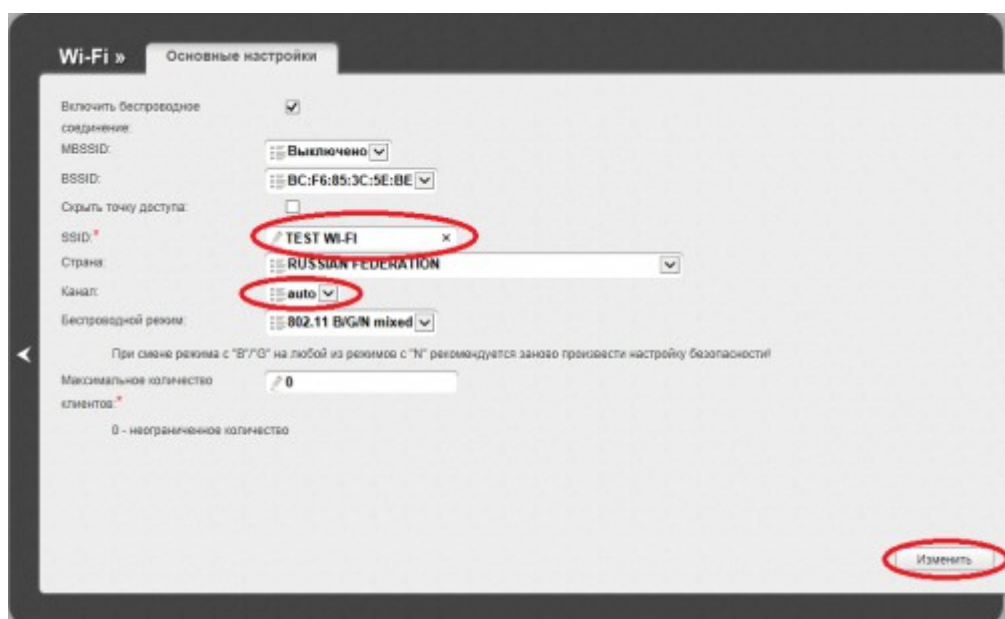 Wi-Fi »
Основные настройки
Включить беспроводное
соединение:
MBSSID:
Выключено
BSSID:
BC:F6:85:3C:5E:BE
Скрыть точку доступа:
SSID:*
TEST WI-FI ×
Страна:
RUSSIAN FEDERATION
Канал:
auto
Беспроводной режим:
802.11 B/G/N mixed
При смене режима с "B"/"G" на любой из режимов с "N" рекомендуется заново произвести настройку безопасности!
Максимальное количество
клиентов:*
0
0 - неограниченное количество
Изменить